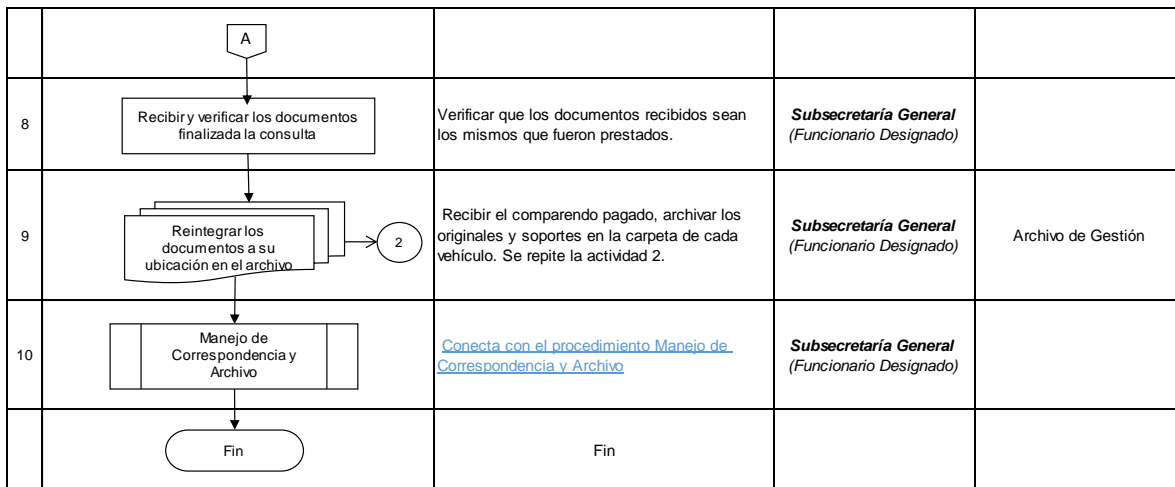 A
8
Recibir y verificar los documentos
finalizada la consulta
Verificar que los documentos recibidos sean
los mismos que fueron prestados.
Subsecretaría General
(Funcionario Designado)
9
Reintegrar los
documentos a su
ubicación en el archivo
2
Recibir el comparendo pagado, archivar los
originales y soportes en la carpeta de cada
vehículo. Se repite la actividad 2.
Subsecretaría General
(Funcionario Designado)
Archivo de Gestión
10
Manejo de
Correspondencia y
Archivo
Conecta con el procedimiento Manejo de
Correspondencia y Archivo
Subsecretaría General
(Funcionario Designado)
Fin
Fin